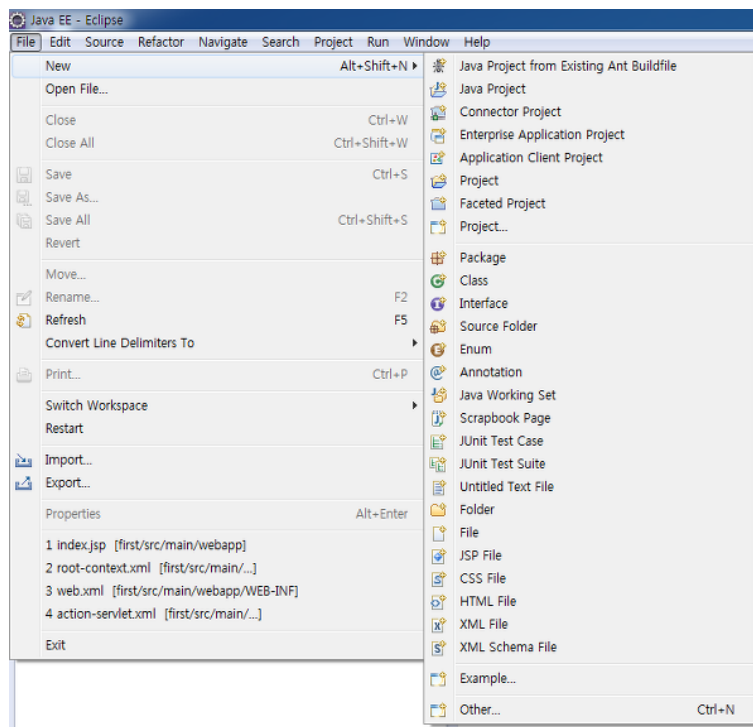 Java EE - Eclipse
File Edit Source Refactor Navigate Search Project Run Window Help
New Alt+Shift+N
Open File...
Close Ctrl+W
Close All Ctrl+Shift+W
Save Ctrl+S
Save As...
Save All Ctrl+Shift+S
Revert
Move...
Rename... F2
Refresh F5
Convert Line Delimiters To
Print... Ctrl+P
Switch Workspace
Restart
Import...
Export...
Properties Alt+Enter
1 index.jsp [first/src/main/webapp]
2 root-context.xml [first/src/main/...]
3 web.xml [first/src/main/webapp/WEB-INF]
4 action-servlet.xml [first/src/main/...]
Exit
Java Project from Existing Ant Buildfile
Java Project
Connector Project
Enterprise Application Project
Application Client Project
Project
Faceted Project
Project...
Package
Class
Interface
Source Folder
Enum
Annotation
Java Working Set
Scrapbook Page
JUnit Test Case
JUnit Test Suite
Untitled Text File
Folder
File
JSP File
CSS File
HTML File
XML File
XML Schema File
Example...
Other... Ctrl+N